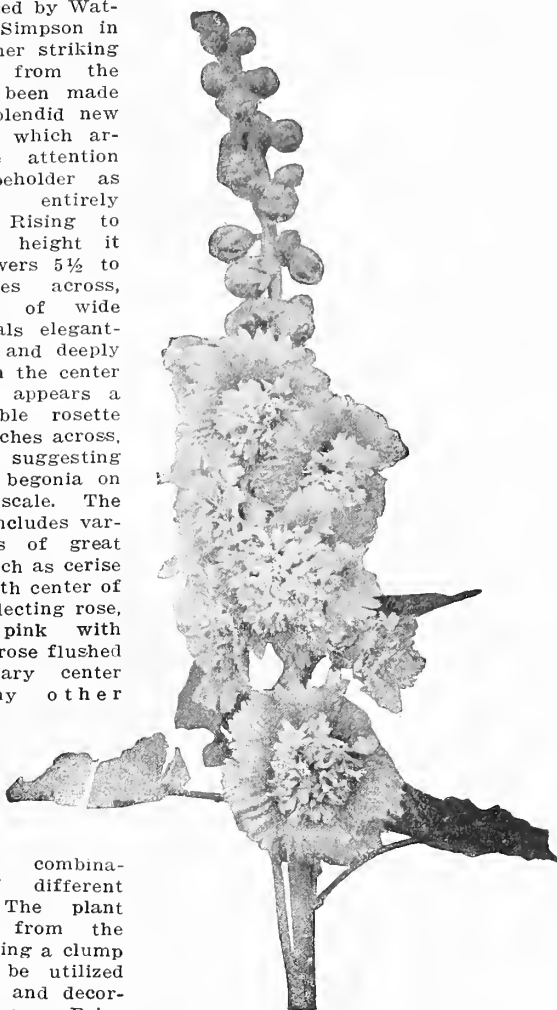 ed by Wat-
Simpson in
ner striking
from the
been made
plendid new
which ar-
attention
beholder as
entirely
Rising to
height it
vers 5½ to
es across,
of wide
als elegant-
and deeply
the center
appears a
ble rosette
ches across,
suggesting
begonia on
scale. The
ncludes var-
s of great
ch as cerise
th center of
lecting rose,
pink with
rose flushed
ary center
ny other
combina-
different
The plant
from the
ing a clump
be utilized
and decor-